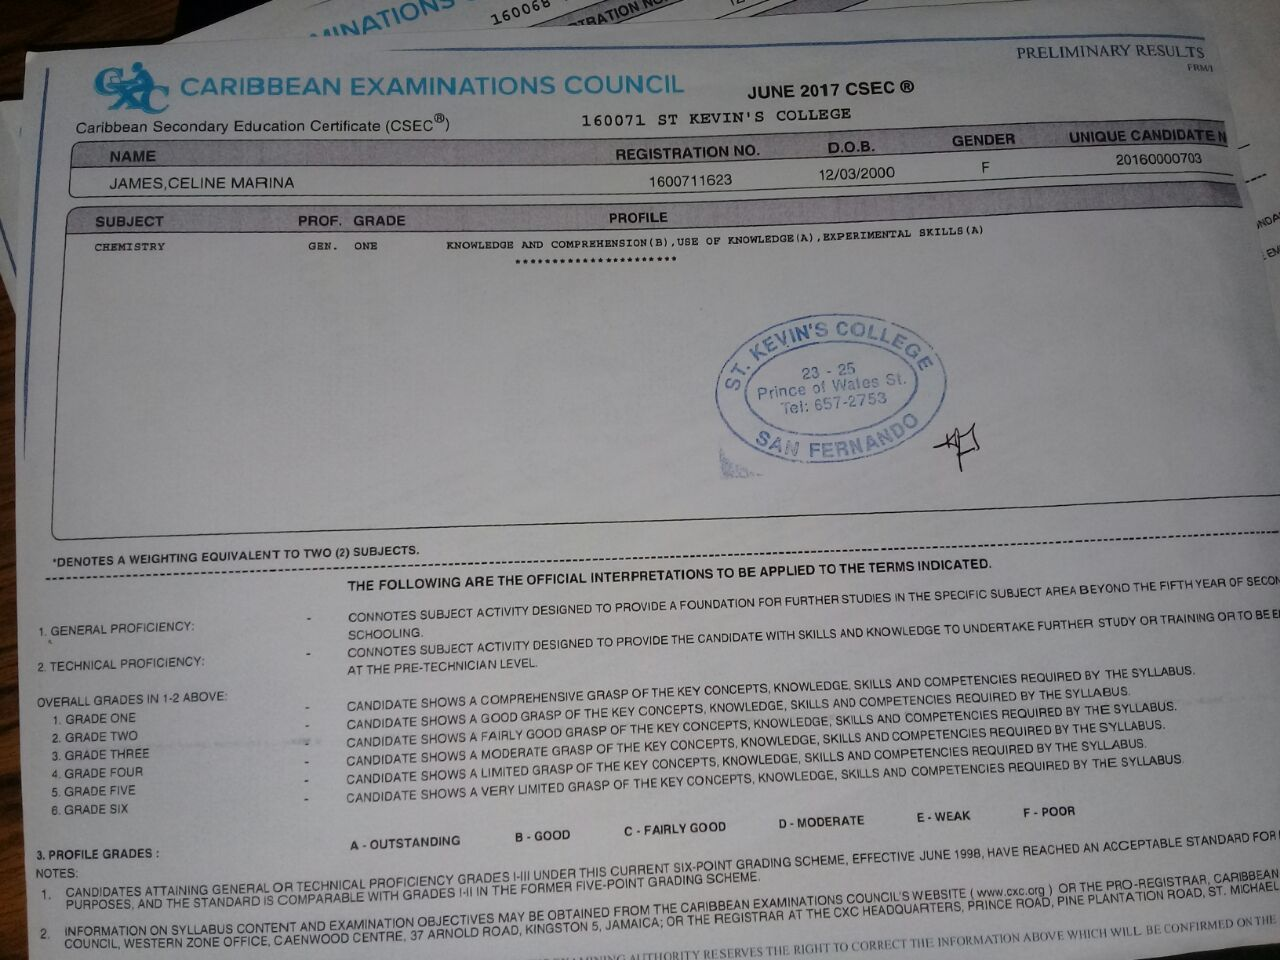 MINATIONS
160068
TRATION NO.
PRELIMINARY RESULTS
FRM/I
CXC CARIBBEAN EXAMINATIONS COUNCIL
JUNE 2017 CSEC ®
Caribbean Secondary Education Certificate (CSEC®)
160071 ST KEVIN'S COLLEGE
NAME REGISTRATION NO. D.O.B. GENDER UNIQUE CANDIDATE N
JAMES,CELINE MARINA 1600711623 12/03/2000 F 20160000703
SUBJECT PROF. GRADE PROFILE
CHEMISTRY GEN. ONE KNOWLEDGE AND COMPREHENSION(B),USE OF KNOWLEDGE(A),EXPERIMENTAL SKILLS(A)
***********************
ST. KEVIN'S COLLEGE
23 - 25
Prince of Wales St.
Tel: 657-2753
SAN FERNANDO
*DENOTES A WEIGHTING EQUIVALENT TO TWO (2) SUBJECTS.
THE FOLLOWING ARE THE OFFICIAL INTERPRETATIONS TO BE APPLIED TO THE TERMS INDICATED.
1. GENERAL PROFICIENCY: - CONNOTES SUBJECT ACTIVITY DESIGNED TO PROVIDE A FOUNDATION FOR FURTHER STUDIES IN THE SPECIFIC SUBJECT AREA BEYOND THE FIFTH YEAR OF SECON
SCHOOLING.
2. TECHNICAL PROFICIENCY: - CONNOTES SUBJECT ACTIVITY DESIGNED TO PROVIDE THE CANDIDATE WITH SKILLS AND KNOWLEDGE TO UNDERTAKE FURTHER STUDY OR TRAINING OR TO BE E
AT THE PRE-TECHNICIAN LEVEL.
OVERALL GRADES IN 1-2 ABOVE:
1. GRADE ONE - CANDIDATE SHOWS A COMPREHENSIVE GRASP OF THE KEY CONCEPTS, KNOWLEDGE, SKILLS AND COMPETENCIES REQUIRED BY THE SYLLABUS.
2. GRADE TWO - CANDIDATE SHOWS A GOOD GRASP OF THE KEY CONCEPTS, KNOWLEDGE, SKILLS AND COMPETENCIES REQUIRED BY THE SYLLABUS.
3. GRADE THREE - CANDIDATE SHOWS A FAIRLY GOOD GRASP OF THE KEY CONCEPTS, KNOWLEDGE, SKILLS AND COMPETENCIES REQUIRED BY THE SYLLABUS.
4. GRADE FOUR - CANDIDATE SHOWS A MODERATE GRASP OF THE KEY CONCEPTS, KNOWLEDGE, SKILLS AND COMPETENCIES REQUIRED BY THE SYLLABUS.
5. GRADE FIVE - CANDIDATE SHOWS A LIMITED GRASP OF THE KEY CONCEPTS, KNOWLEDGE, SKILLS AND COMPETENCIES REQUIRED BY THE SYLLABUS.
6. GRADE SIX - CANDIDATE SHOWS A VERY LIMITED GRASP OF THE KEY CONCEPTS, KNOWLEDGE, SKILLS AND COMPETENCIES REQUIRED BY THE SYLLABUS.
3. PROFILE GRADES : A - OUTSTANDING B - GOOD C - FAIRLY GOOD D - MODERATE E - WEAK F - POOR
NOTES:
1. CANDIDATES ATTAINING GENERAL OR TECHNICAL PROFICIENCY GRADES I-III UNDER THIS CURRENT SIX-POINT GRADING SCHEME, EFFECTIVE JUNE 1998, HAVE REACHED AN ACCEPTABLE STANDARD FOR
PURPOSES, AND THE STANDARD IS COMPARABLE WITH GRADES I-II IN THE FORMER FIVE-POINT GRADING SCHEME.
2. INFORMATION ON SYLLABUS CONTENT AND EXAMINATION OBJECTIVES MAY BE OBTAINED FROM THE CARIBBEAN EXAMINATIONS COUNCIL'S WEBSITE ( www.cxc.org ) OR THE PRO-REGISTRAR, CARIBBEAN
COUNCIL, WESTERN ZONE OFFICE, CAENWOOD CENTRE, 37 ARNOLD ROAD, KINGSTON 5, JAMAICA; OR THE REGISTRAR AT THE CXC HEADQUARTERS, PRINCE ROAD, PINE PLANTATION ROAD, ST. MICHAEL
AUTHORITY RESERVES THE RIGHT TO CORRECT THE INFORMATION ABOVE WHICH WILL BE CONFIRMED ON THE